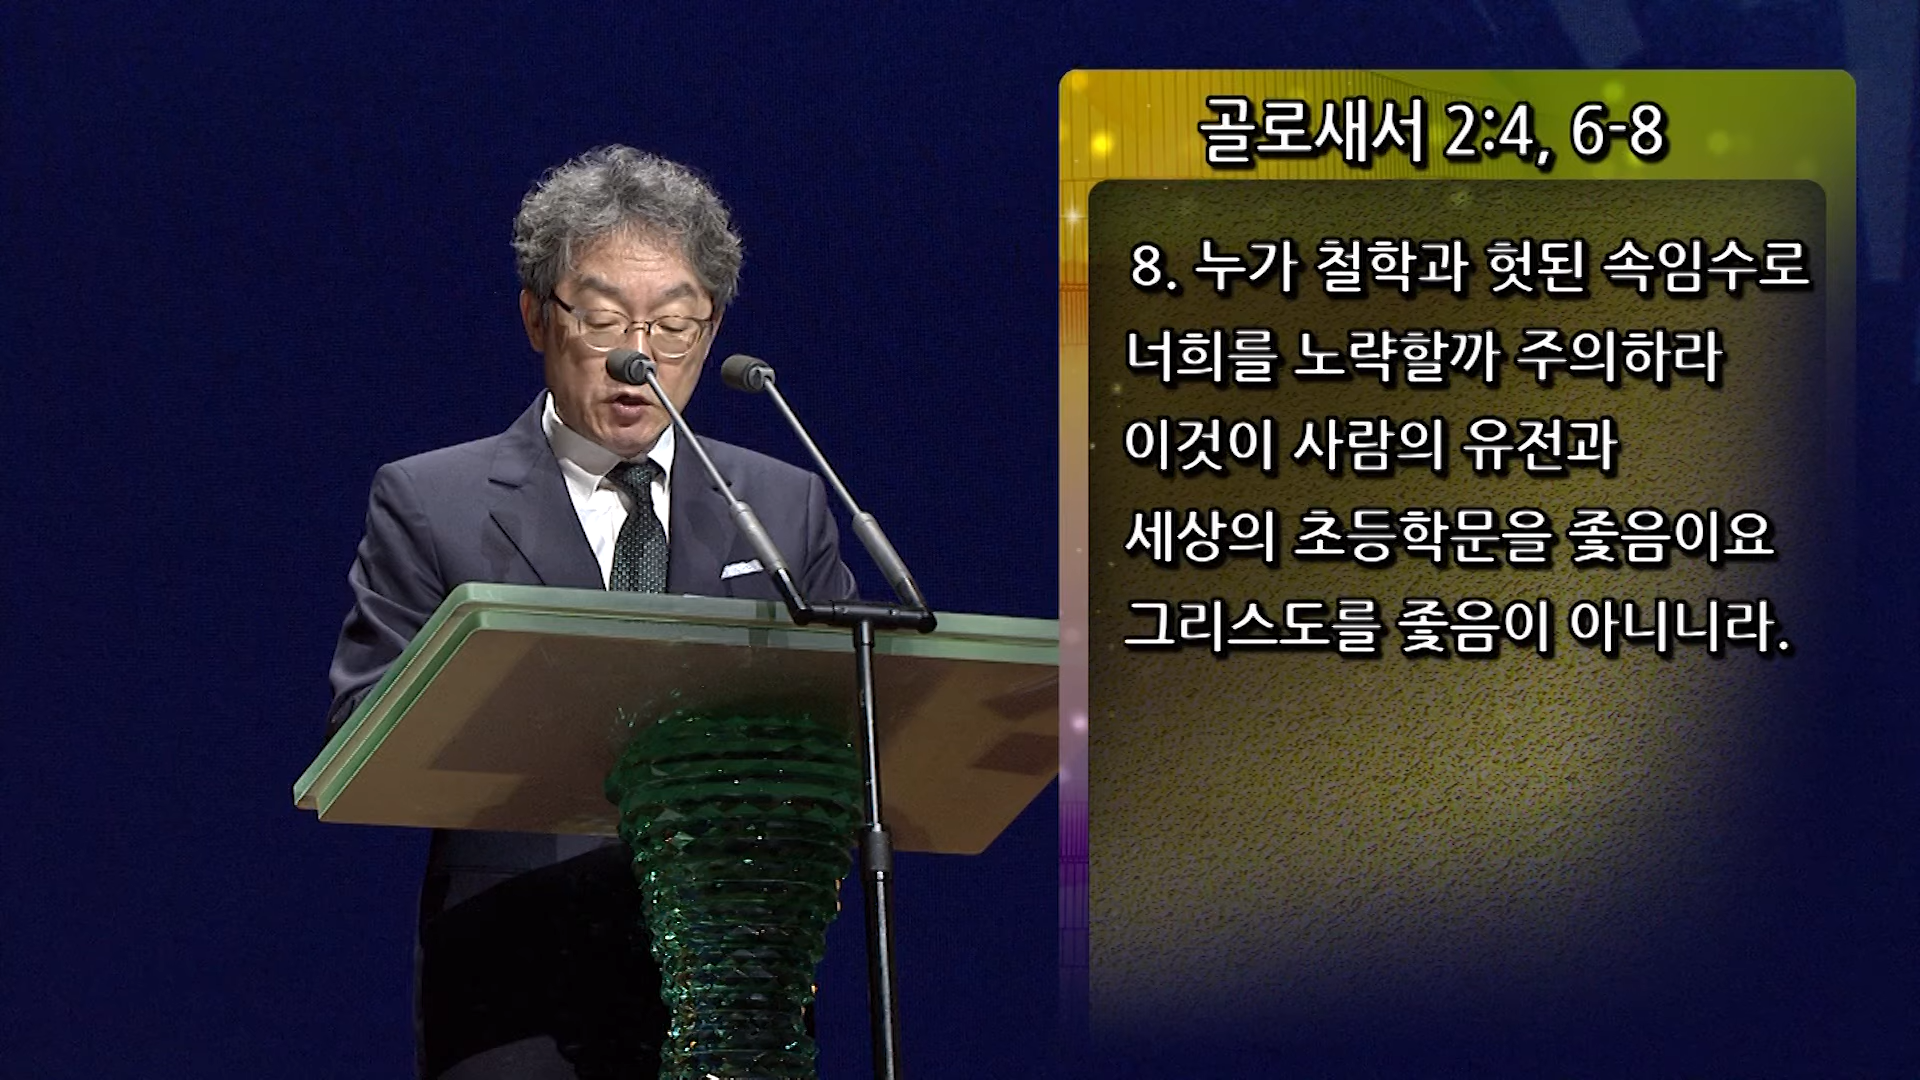 골로새서 2:4, 6-8
8. 누가 철학과 헛된 속임수로
너희를 노략할까 주의하라
이것이 사람의 유전과
세상의 초등학문을 좇음이요
그리스도를 좇음이 아니니라.